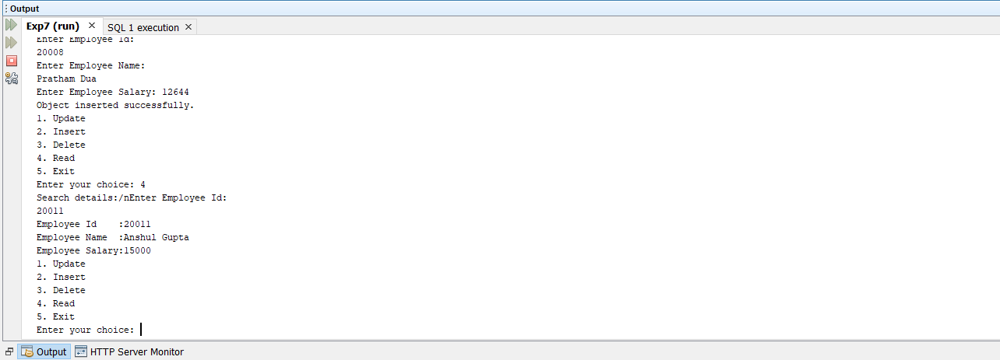 Output
Exp7 (run)
SQL 1 execution
Enter Employee Id:
20008
Enter Employee Name:
Pratham Dua
Enter Employee Salary: 12644
Object inserted successfully.
1. Update
2. Insert
3. Delete
4. Read
5. Exit
Enter your choice: 4
Search details:/nEnter Employee Id:
20011
Employee Id    :20011
Employee Name  :Anshul Gupta
Employee Salary:15000
1. Update
2. Insert
3. Delete
4. Read
5. Exit
Enter your choice:
Output
HTTP Server Monitor